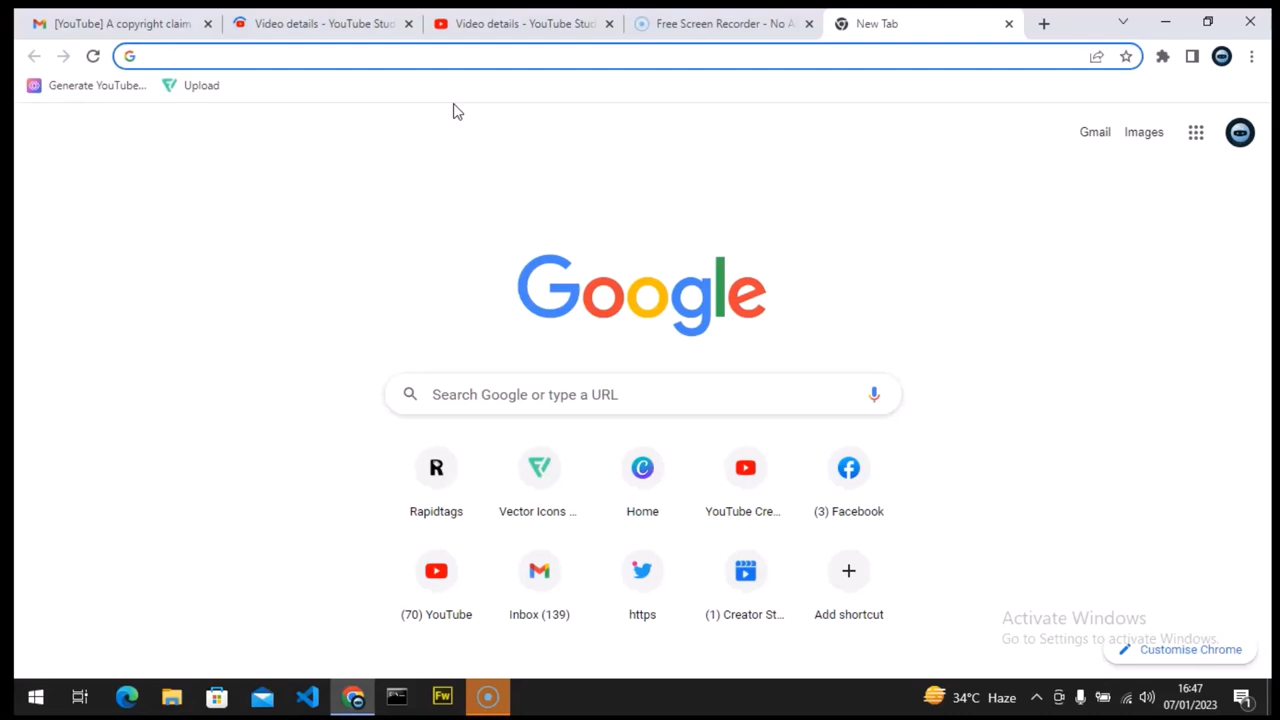 [YouTube] A copyright claim
Video details - YouTube Stud
Video details - YouTube Stud
Free Screen Recorder - No A
New Tab
Generate YouTube...
Upload
Gmail
Images
Google
Search Google or type a URL
Rapidtags
Vector Icons ...
Home
YouTube Cre...
(3) Facebook
(70) YouTube
Inbox (139)
https
(1) Creator St...
Add shortcut
Activate Windows
Go to Settings to activate Windows.
Customise Chrome
Fw
34°C Haze
16:47
07/01/2023
1